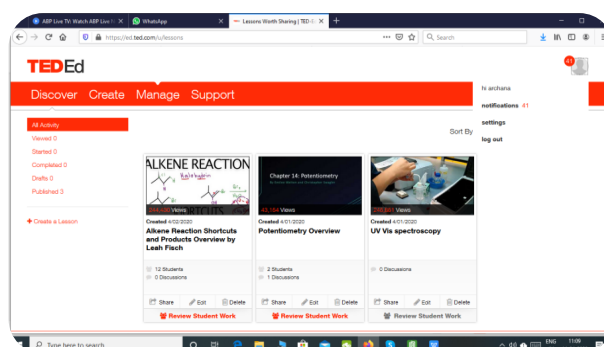 ABP Live TV: Watch ABP Live
WhatsApp
Lessons Worth Sharing | TED-E
https://ed.ted.com/u/lessons
Search
TEDEd
41
Discover Create Manage Support
hi archana
notifications 41
settings
log out
All Activity
Viewed 0
Started 0
Completed 0
Drafts 0
Published 3
+ Create a Lesson
Sort By
ALKENE REACTION
SHORTCUTS
Views
Created 4/02/2020
Alkene Reaction Shortcuts
and Products Overview by
Leah Fisch
12 Students
0 Discussions
Share Edit Delete
Review Student Work
Chapter 14: Potentiometry
Views
Created 4/01/2020
Potentiometry Overview
2 Students
1 Discussions
Share Edit Delete
Review Student Work
Views
Created 4/01/2020
UV Vis spectroscopy
0 Discussions
Share Edit Delete
Review Student Work
Type here to search
ENG
11:09